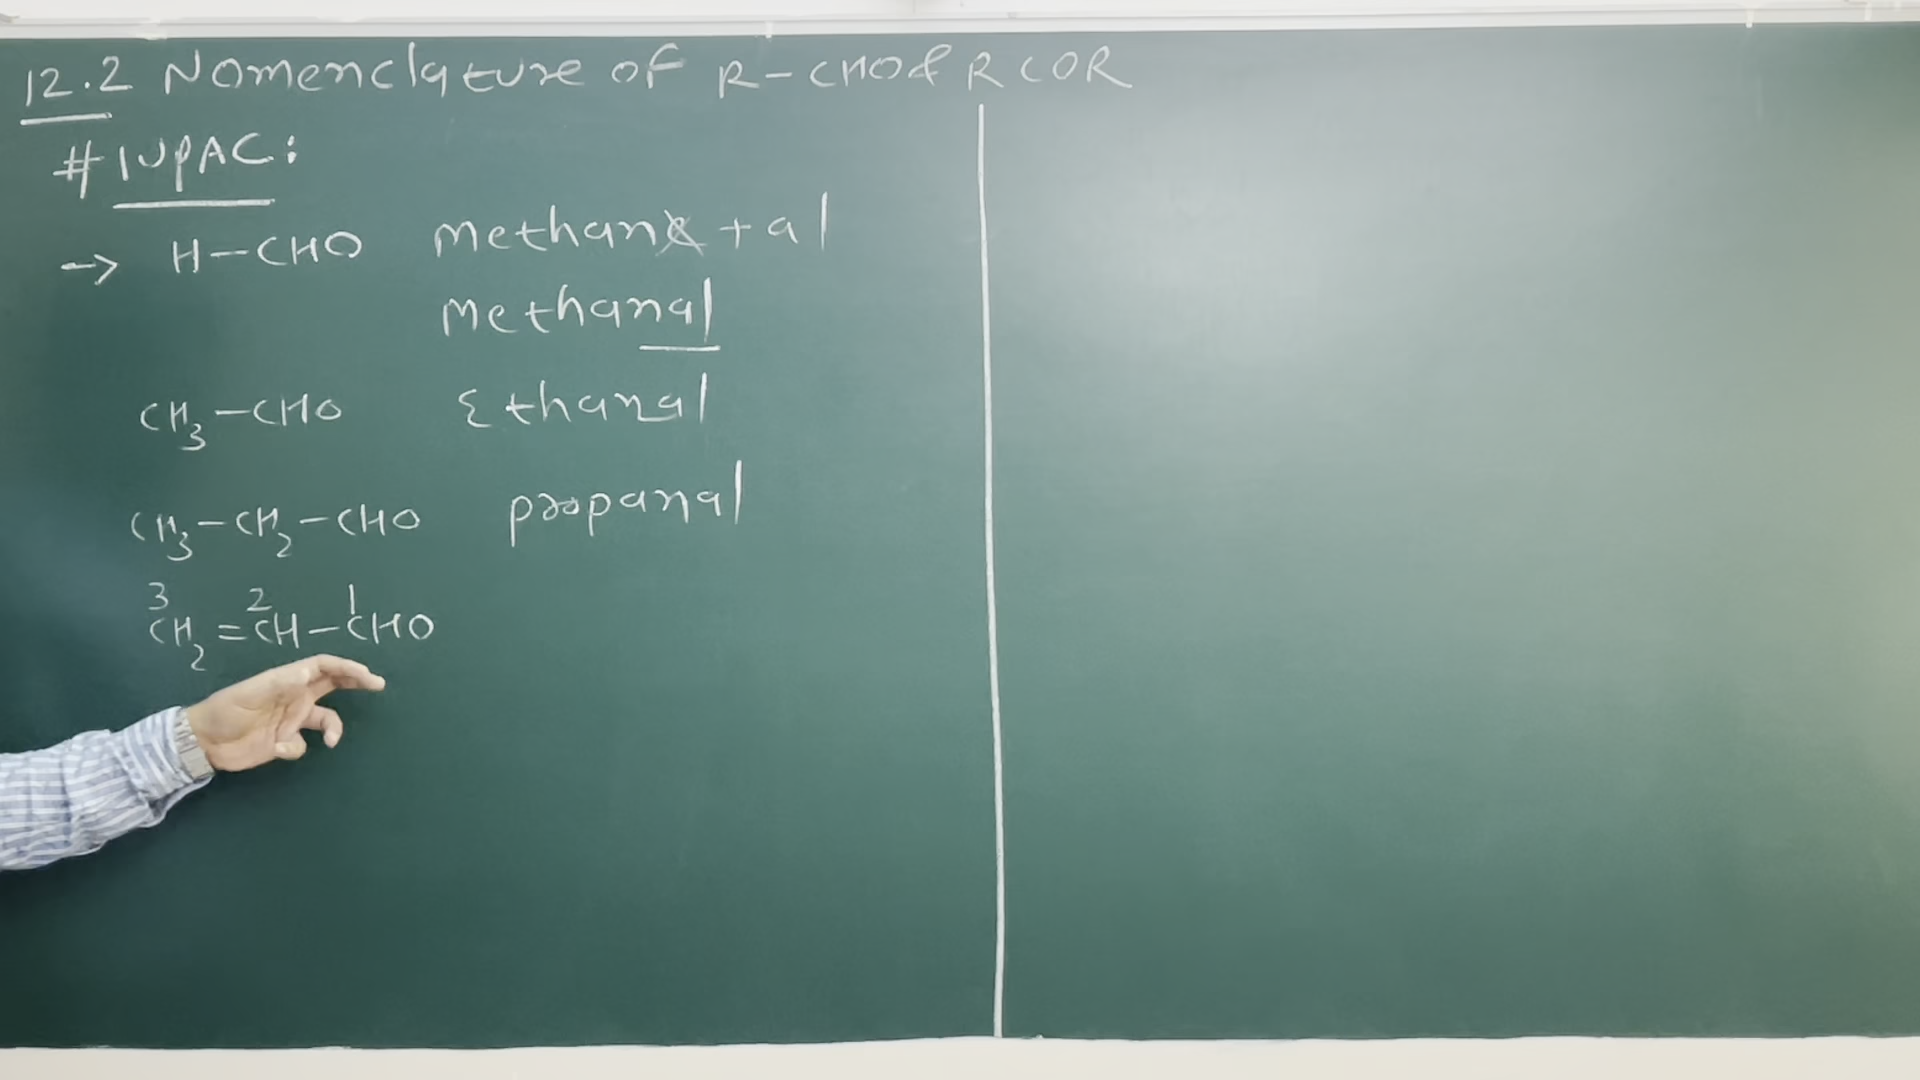 12.2 Nomenclature of R-CHO & RCOR
# IUPAC:
→ H-CHO methane + al
methanal
CH3-CHO Ethanal
CH3-CH2-CHO propanal
3 2 1
CH2=CH-CHO